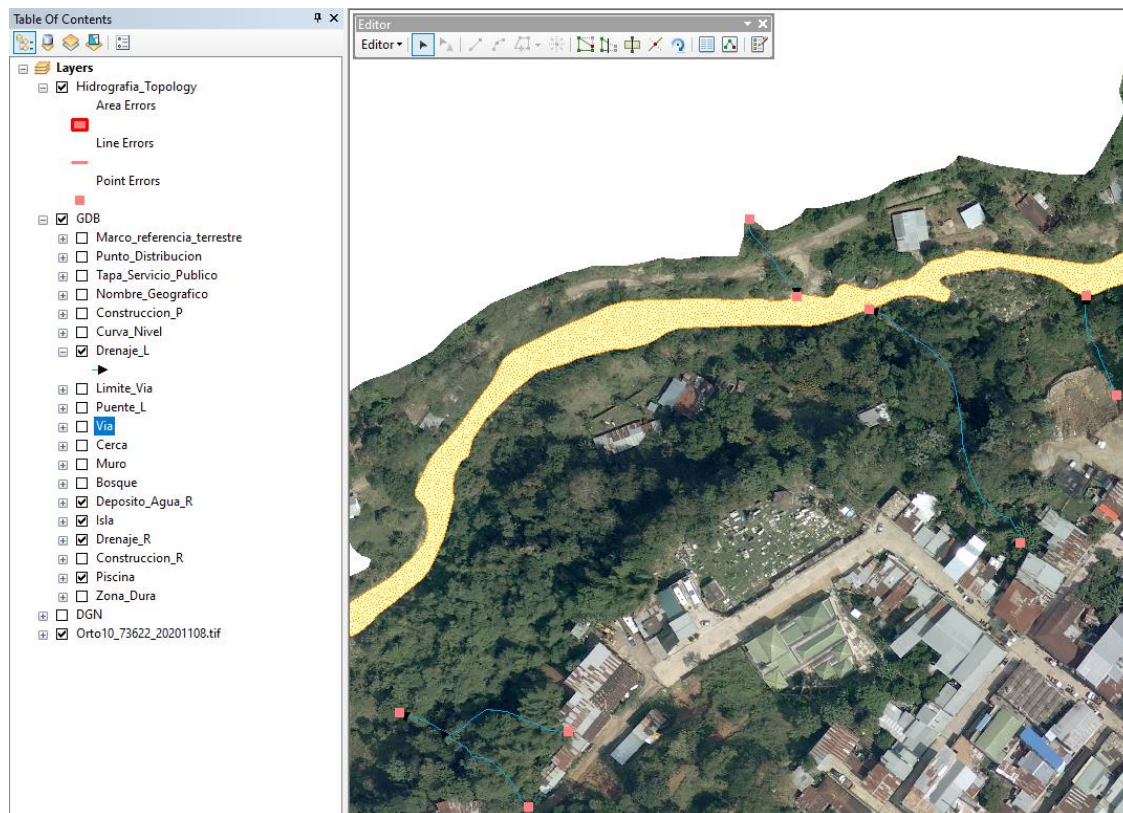 Table Of Contents
Layers
Hidrografia_Topology
Area Errors
Line Errors
Point Errors
GDB
Marco_referencia_terrestre
Punto_Distribucion
Tapa_Servicio_Publico
Nombre_Geografico
Construccion_P
Curva_Nivel
Drenaje_L
Limite_Via
Puente_L
Via
Cerca
Muro
Bosque
Deposito_Agua_R
Isla
Drenaje_R
Construccion_R
Piscina
Zona_Dura
DGN
Orto10_73622_20201108.tif
Editor
Editor